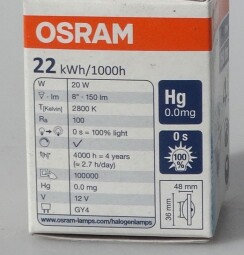 OSRAM
22 kWh/1000h
W 20 W
· lm 8° · 150 lm
T[Kelvin] 2800 K
Ra 100
0 s = 100% light
4000 h = 4 years
(= 2.7 h/day)
100000
Hg 0.0 mg
V 12 V
GY4
www.osram-lamps.com/halogenlamps
Hg
0.0mg
0 s
100%
48 mm
36 mm